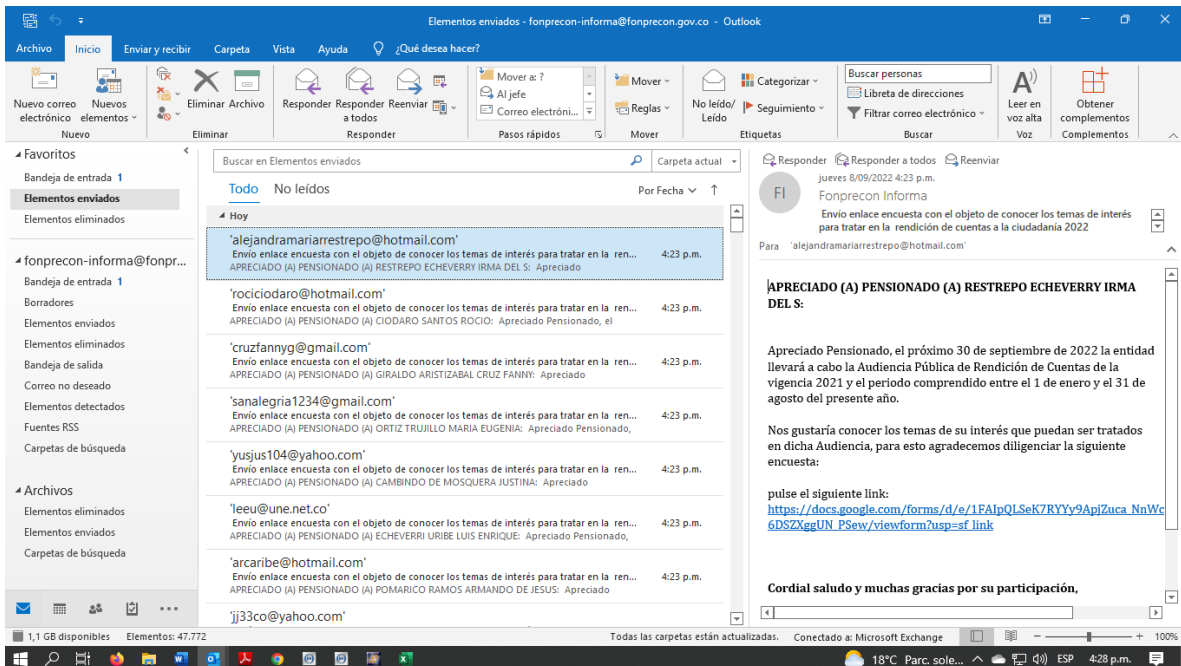 Elementos enviados - fonprecon-informa@fonprecon.gov.co - Outlook
Archivo Inicio Enviar y recibir Carpeta Vista Ayuda ¿Qué desea hacer?
Nuevo correo electrónico
Nuevos elementos
Nuevo
Eliminar Archivo
Eliminar
Responder Responder a todos Reenviar
Responder
Mover a: ?
Al jefe
Correo electróni...
Pasos rápidos
Mover
Reglas
Mover
No leído/ Leído
Categorizar
Seguimiento
Etiquetas
Buscar personas
Libreta de direcciones
Filtrar correo electrónico
Buscar
Leer en voz alta
Voz
Obtener complementos
Complementos
Favoritos
Bandeja de entrada 1
Elementos enviados
Elementos eliminados
fonprecon-informa@fonpr...
Bandeja de entrada 1
Borradores
Elementos enviados
Elementos eliminados
Bandeja de salida
Correo no deseado
Elementos detectados
Fuentes RSS
Carpetas de búsqueda
Archivos
Elementos eliminados
Elementos enviados
Carpetas de búsqueda
Buscar en Elementos enviados Carpeta actual
Todo No leídos Por Fecha
Hoy
'alejandramariarrestrepo@hotmail.com'
Envío enlace encuesta con el objeto de conocer los temas de interés para tratar en la ren... 4:23 p.m.
APRECIADO (A) PENSIONADO (A) RESTREPO ECHEVERRY IRMA DEL S: Apreciado
'rociciodaro@hotmail.com'
Envío enlace encuesta con el objeto de conocer los temas de interés para tratar en la ren... 4:23 p.m.
APRECIADO (A) PENSIONADO (A) CIODARO SANTOS ROCIO: Apreciado Pensionado, el
'cruzfannyg@gmail.com'
Envío enlace encuesta con el objeto de conocer los temas de interés para tratar en la ren... 4:23 p.m.
APRECIADO (A) PENSIONADO (A) GIRALDO ARISTIZABAL CRUZ FANNY: Apreciado
'sanalegria1234@gmail.com'
Envío enlace encuesta con el objeto de conocer los temas de interés para tratar en la ren... 4:23 p.m.
APRECIADO (A) PENSIONADO (A) ORTIZ TRUJILLO MARIA EUGENIA: Apreciado Pensionado,
'yusjus104@yahoo.com'
Envío enlace encuesta con el objeto de conocer los temas de interés para tratar en la ren... 4:23 p.m.
APRECIADO (A) PENSIONADO (A) CAMBINDO DE MOSQUERA JUSTINA: Apreciado
'leeu@une.net.co'
Envío enlace encuesta con el objeto de conocer los temas de interés para tratar en la ren... 4:23 p.m.
APRECIADO (A) PENSIONADO (A) ECHEVERRI URIBE LUIS ENRIQUE: Apreciado Pensionado,
'arcaribe@hotmail.com'
Envío enlace encuesta con el objeto de conocer los temas de interés para tratar en la ren... 4:23 p.m.
APRECIADO (A) PENSIONADO (A) POMARICO RAMOS ARMANDO DE JESUS: Apreciado
'jj33co@yahoo.com'
Responder Responder a todos Reenviar
jueves 8/09/2022 4:23 p.m.
FI
Fonprecon Informa
Envío enlace encuesta con el objeto de conocer los temas de interés
para tratar en la rendición de cuentas a la ciudadanía 2022
Para 'alejandramariarrestrepo@hotmail.com'
APRECIADO (A) PENSIONADO (A) RESTREPO ECHEVERRY IRMA
DEL S:
Apreciado Pensionado, el próximo 30 de septiembre de 2022 la entidad
llevará a cabo la Audiencia Pública de Rendición de Cuentas de la
vigencia 2021 y el periodo comprendido entre el 1 de enero y el 31 de
agosto del presente año.
Nos gustaría conocer los temas de su interés que puedan ser tratados
en dicha Audiencia, para esto agradecemos diligenciar la siguiente
encuesta:
pulse el siguiente link:
https://docs.google.com/forms/d/e/1FAIpQLSeK7RYYy9ApjZuca_NnWc
6DSZXggUN_PSew/viewform?usp=sf_link
Cordial saludo y muchas gracias por su participación,
1,1 GB disponibles Elementos: 47.772 Todas las carpetas están actualizadas. Conectado a: Microsoft Exchange 100%
18°C Parc. sole... ESP 4:28 p.m.